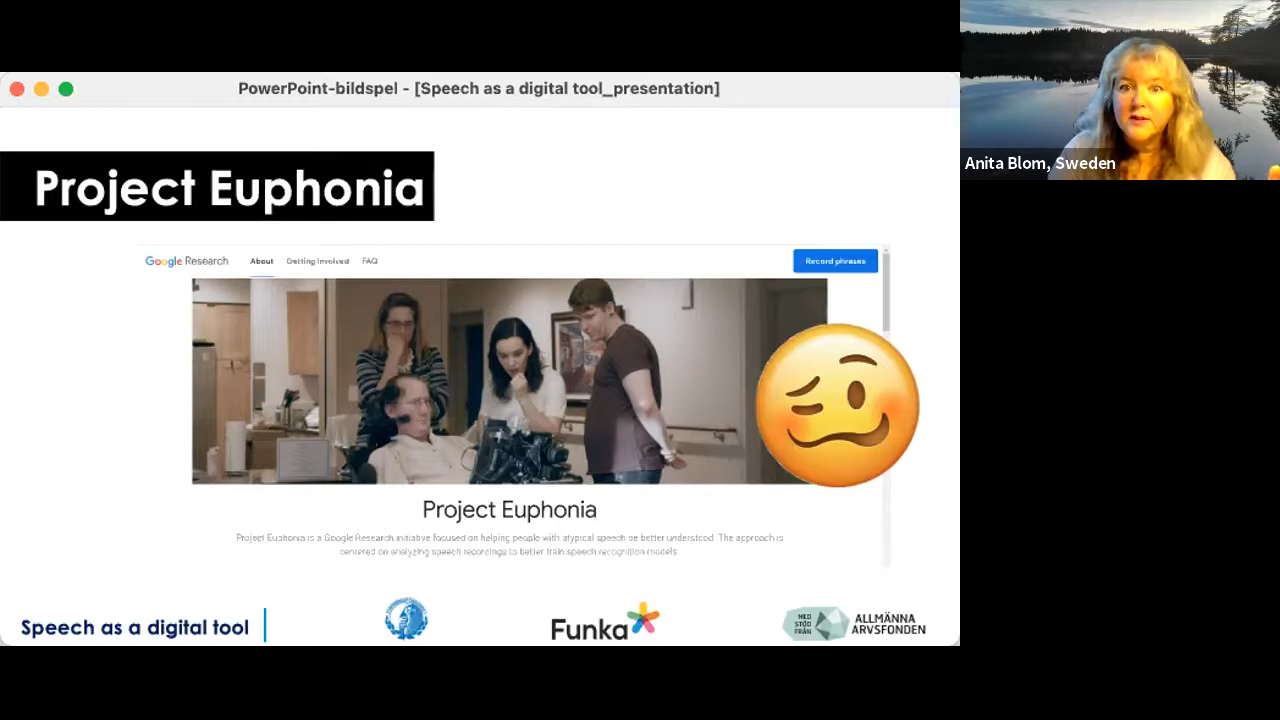 PowerPoint-bildspel - [Speech as a digital tool_presentation]
Anita Blom, Sweden
Project Euphonia
Google Research About Getting Involved FAQ Record phrases
Project Euphonia
Project Euphonia is a Google Research initiative focused on helping people with atypical speech be better understood. The approach is
centered on analyzing speech recordings to better train speech recognition models
Speech as a digital tool
Funka
MED
STÖD
FRÅN
ALLMÄNNA
ARVSFONDEN